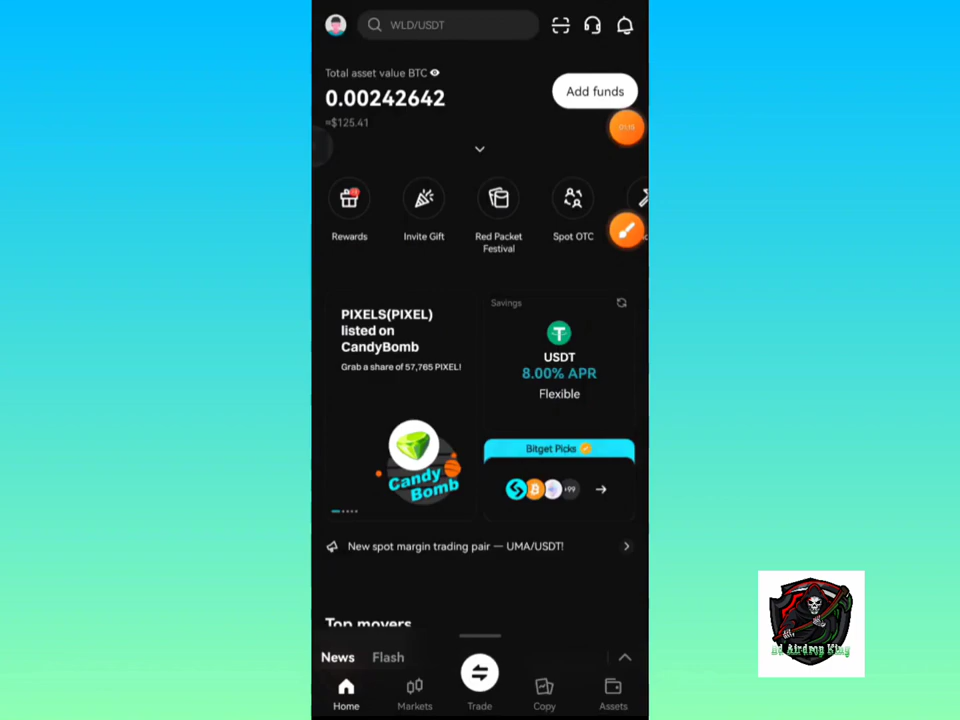 WLD/USDT
Total asset value BTC
0.00242642
Add funds
≈$125.41
Rewards
Invite Gift
Red Packet
Festival
Spot OTC
PIXELS(PIXEL)
listed on
CandyBomb
Grab a share of 57,765 PIXEL!
Candy
Bomb
Savings
USDT
8.00% APR
Flexible
Bitget Picks
+99
New spot margin trading pair — UMA/USDT!
Top movers
News
Flash
Home
Markets
Trade
Copy
Assets
Airdrop King